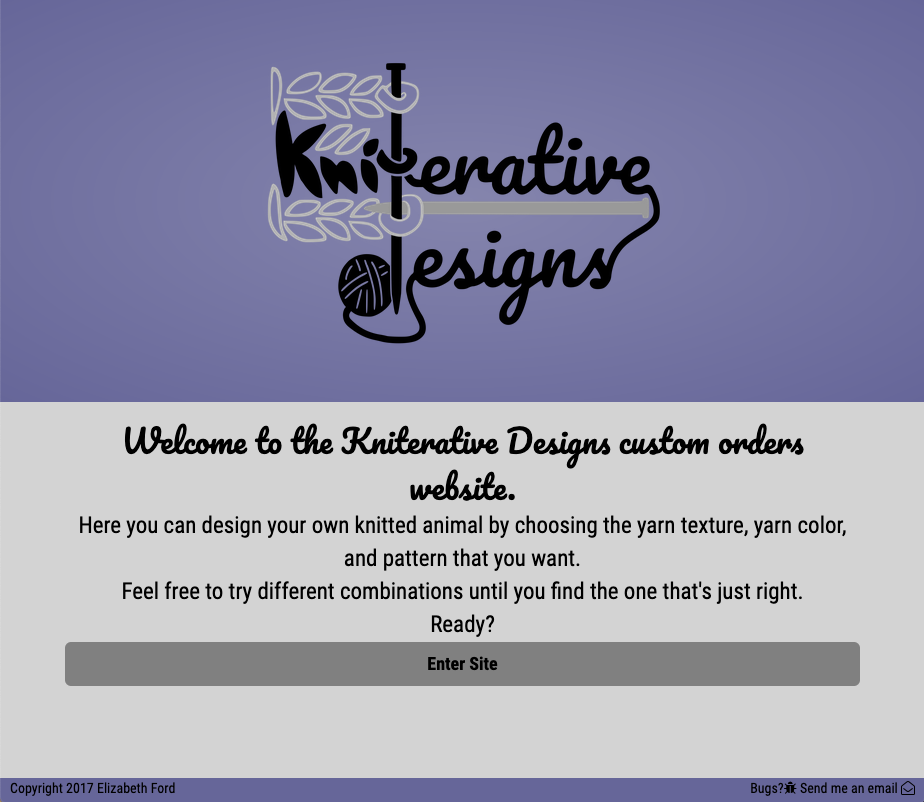 Kniterative
Designs
Welcome to the Kniterative Designs custom orders
website.
Here you can design your own knitted animal by choosing the yarn texture, yarn color,
and pattern that you want.
Feel free to try different combinations until you find the one that's just right.
Ready?
Enter Site
Copyright 2017 Elizabeth Ford
Bugs? Send me an email